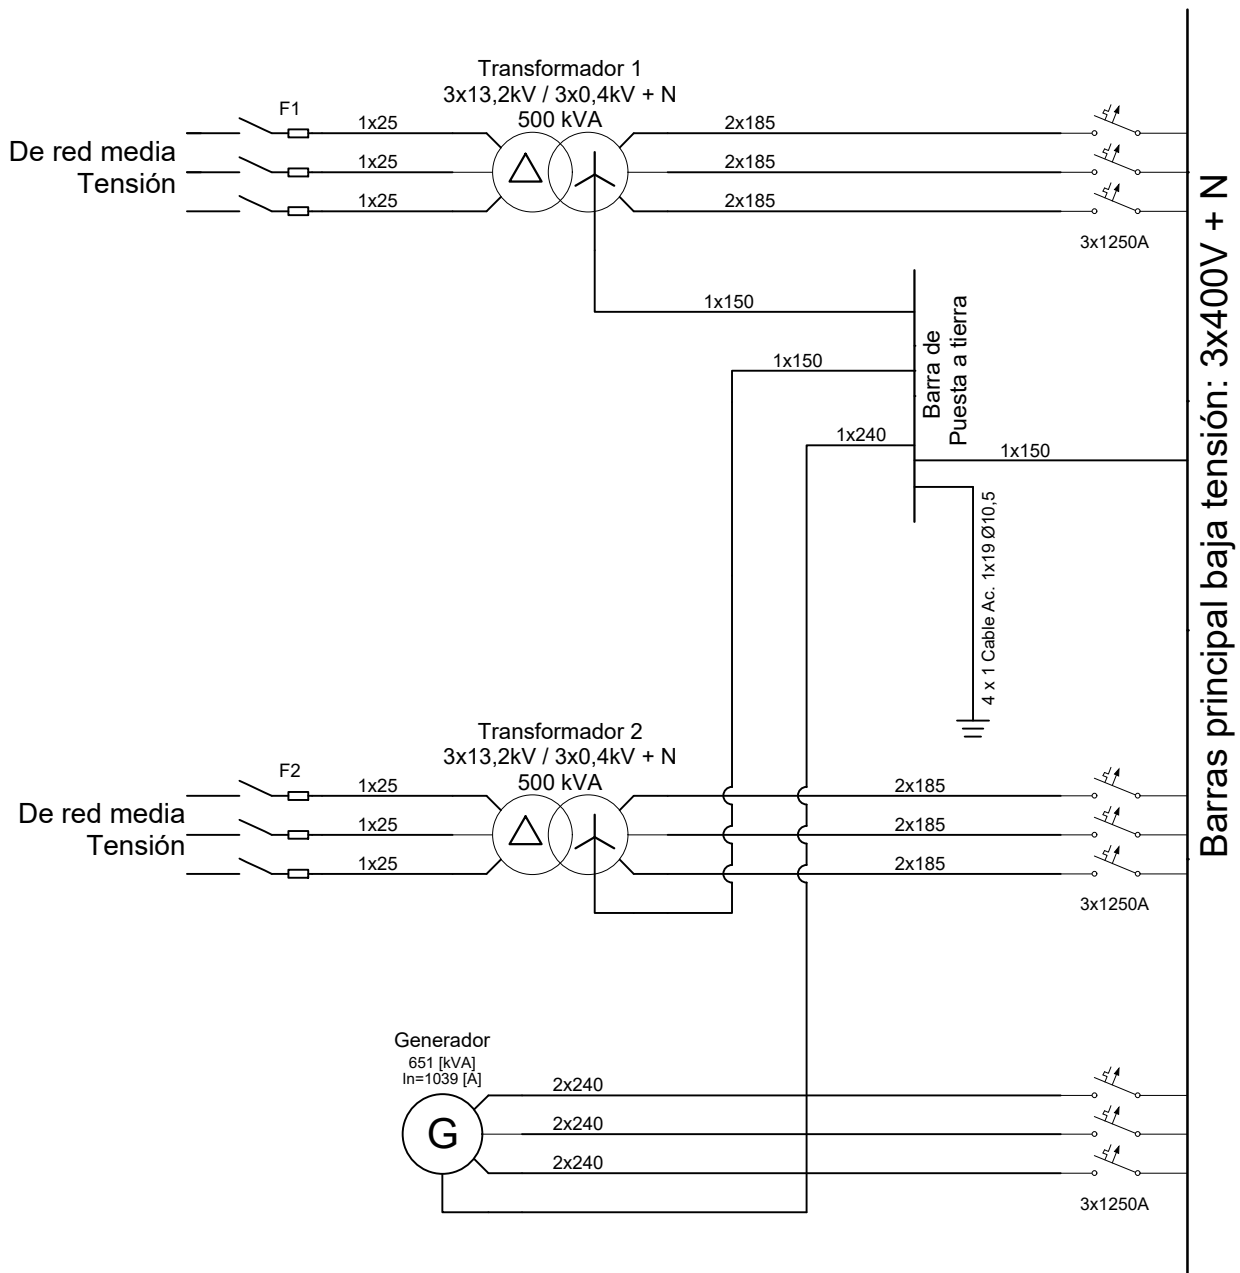 Transformador 1
3x13,2kV / 3x0,4kV + N
500 kVA
F1
De red media
Tensión
1x25
1x25
1x25
2x185
2x185
2x185
3x1250A
1x150
1x150
1x240
Barra de
Puesta a tierra
1x150
4 x 1 Cable Ac. 1x19 Ø10,5
Barras principal baja tensión: 3x400V + N
Transformador 2
3x13,2kV / 3x0,4kV + N
500 kVA
F2
De red media
Tensión
1x25
1x25
1x25
2x185
2x185
2x185
3x1250A
Generador
651 [kVA]
In=1039 [A]
G
2x240
2x240
2x240
3x1250A